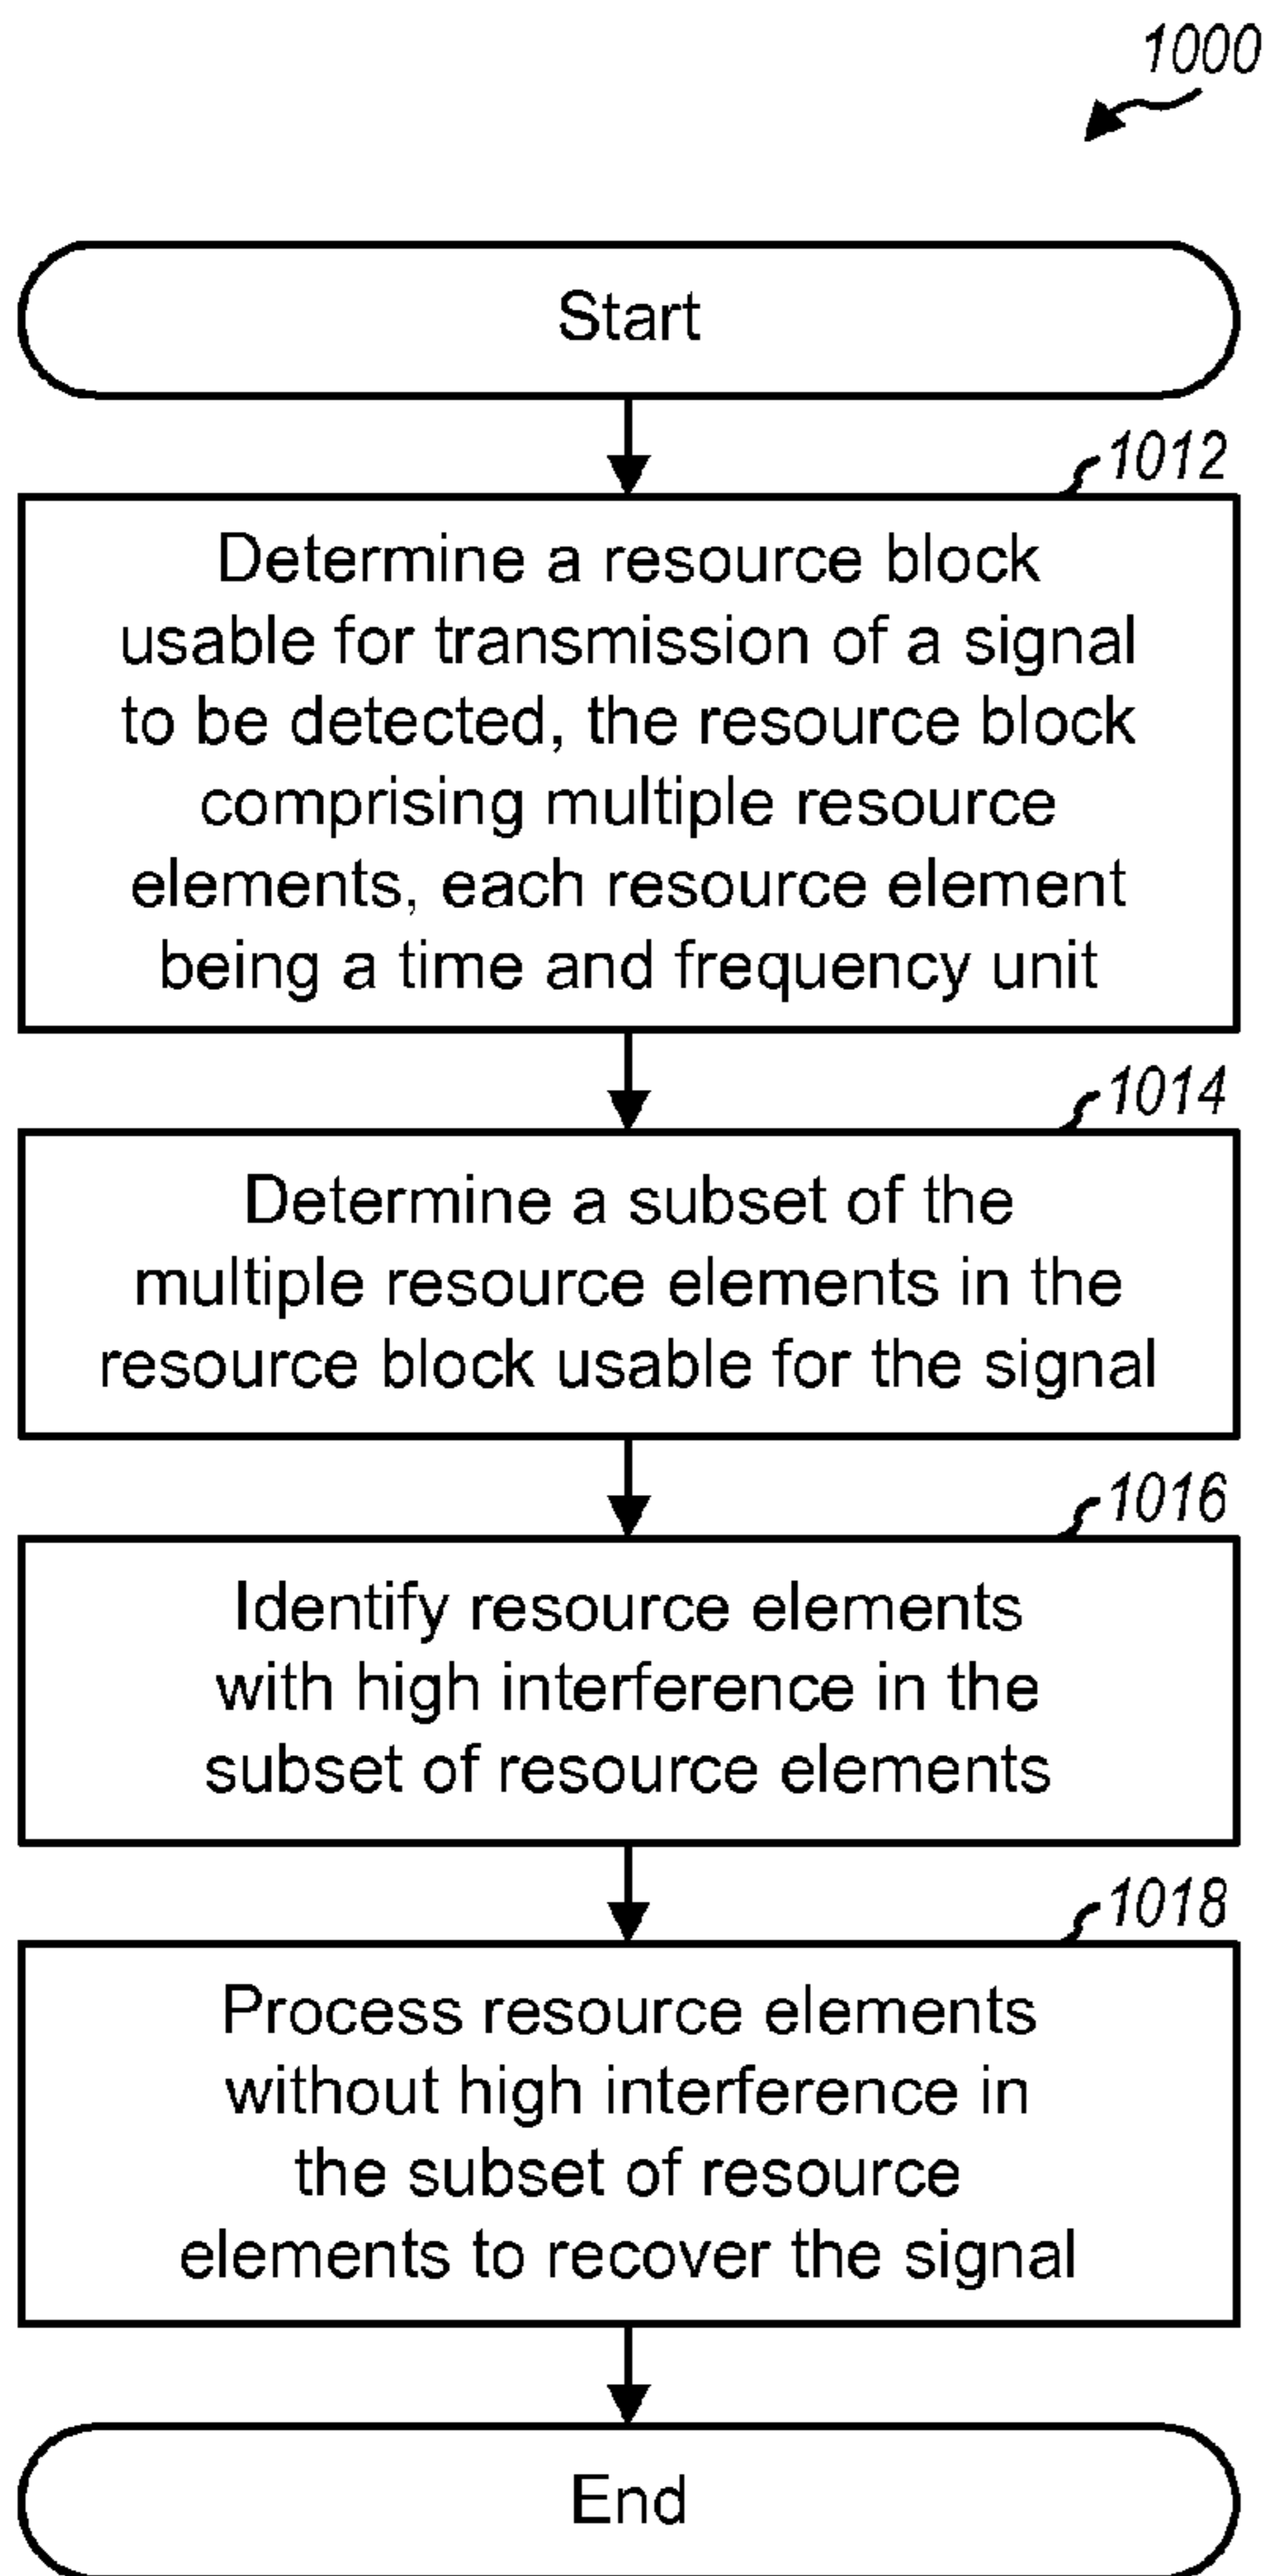 1000
Start
1012
Determine a resource block
usable for transmission of a signal
to be detected, the resource block
comprising multiple resource
elements, each resource element
being a time and frequency unit
1014
Determine a subset of the
multiple resource elements in the
resource block usable for the signal
1016
Identify resource elements
with high interference in the
subset of resource elements
1018
Process resource elements
without high interference in
the subset of resource
elements to recover the signal
End